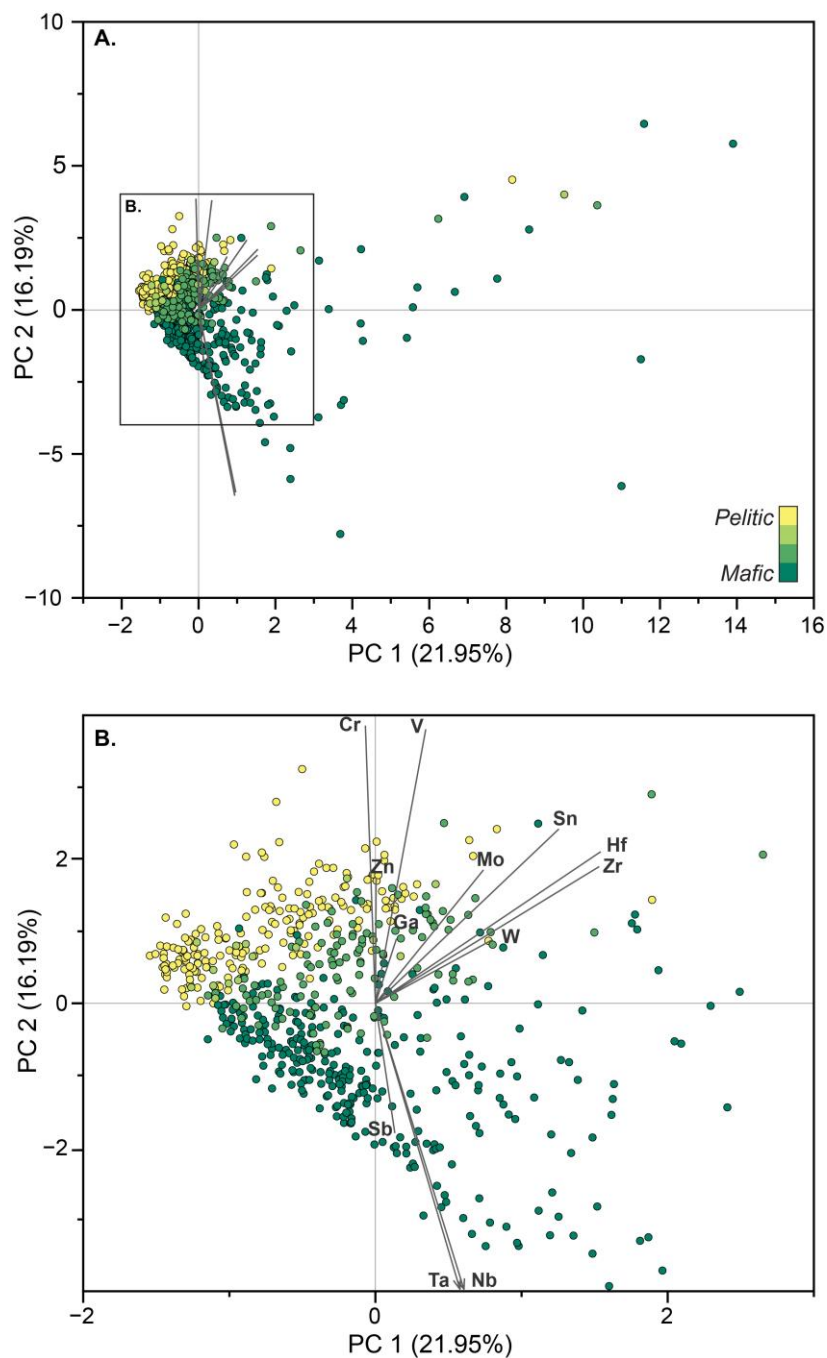 A.
10
5
0
−5
−10
PC 2 (16.19%)
B.
Pelitic
Mafic
−2 0 2 4 6 8 10 12 14 16
PC 1 (21.95%)
B.
Cr V
Sn
Hf
Zr
Mo
Zn
Ga
W
Sb
Ta Nb
2
0
−2
PC 2 (16.19%)
0 2
PC 1 (21.95%)